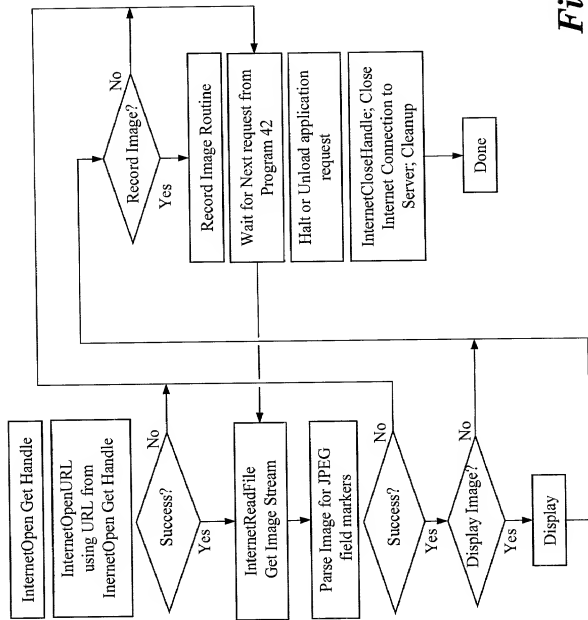 InternetOpen Get Handle
InternetOpenURL
using URL from
InernetOpen Get Handle
Success?
No
Yes
InternetReadFile
Get Image Stream
Parse Image for JPEG
field markers
Success?
No
Yes
Display Image?
No
Yes
Display
Record Image?
No
Yes
Record Image Routine
Wait for Next request from
Program 42
Halt or Unload application
request
InternetCloseHandle; Close
Internet Connection to
Server; Cleanup
Done